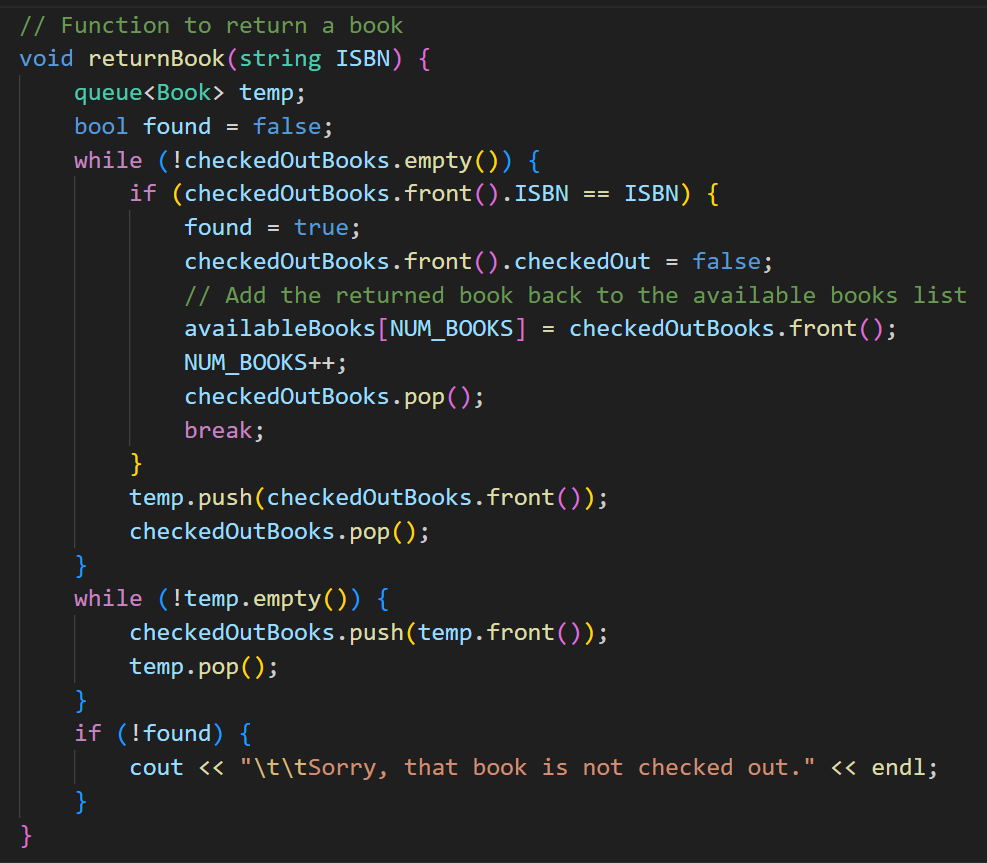 // Function to return a book
void returnBook(string ISBN) {
    queue<Book> temp;
    bool found = false;
    while (!checkedOutBooks.empty()) {
        if (checkedOutBooks.front().ISBN == ISBN) {
            found = true;
            checkedOutBooks.front().checkedOut = false;
            // Add the returned book back to the available books list
            availableBooks[NUM_BOOKS] = checkedOutBooks.front();
            NUM_BOOKS++;
            checkedOutBooks.pop();
            break;
        }
        temp.push(checkedOutBooks.front());
        checkedOutBooks.pop();
    }
    while (!temp.empty()) {
        checkedOutBooks.push(temp.front());
        temp.pop();
    }
    if (!found) {
        cout << "\t\tSorry, that book is not checked out." << endl;
    }
}